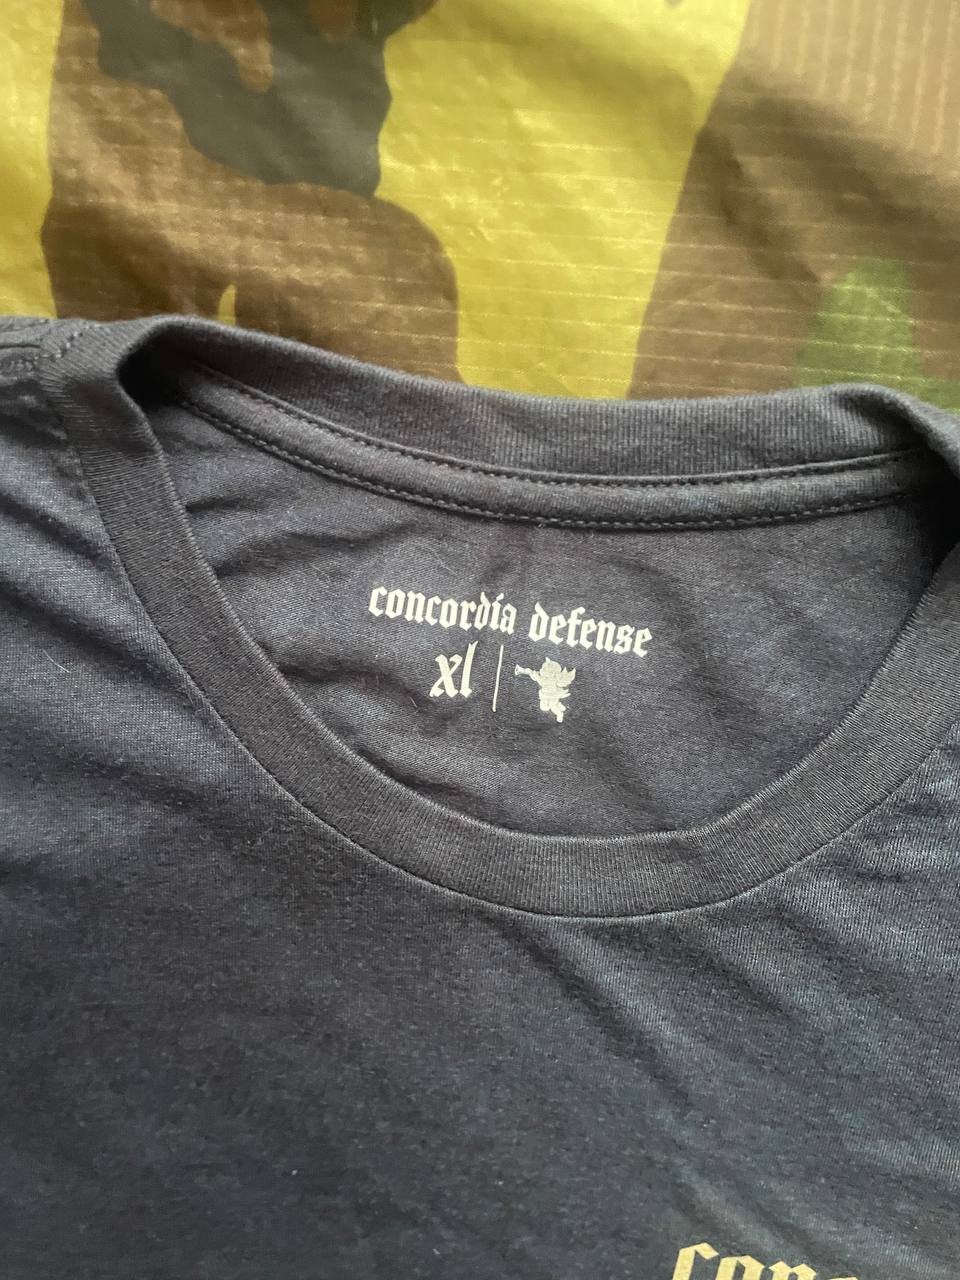 concordia defense
xl |